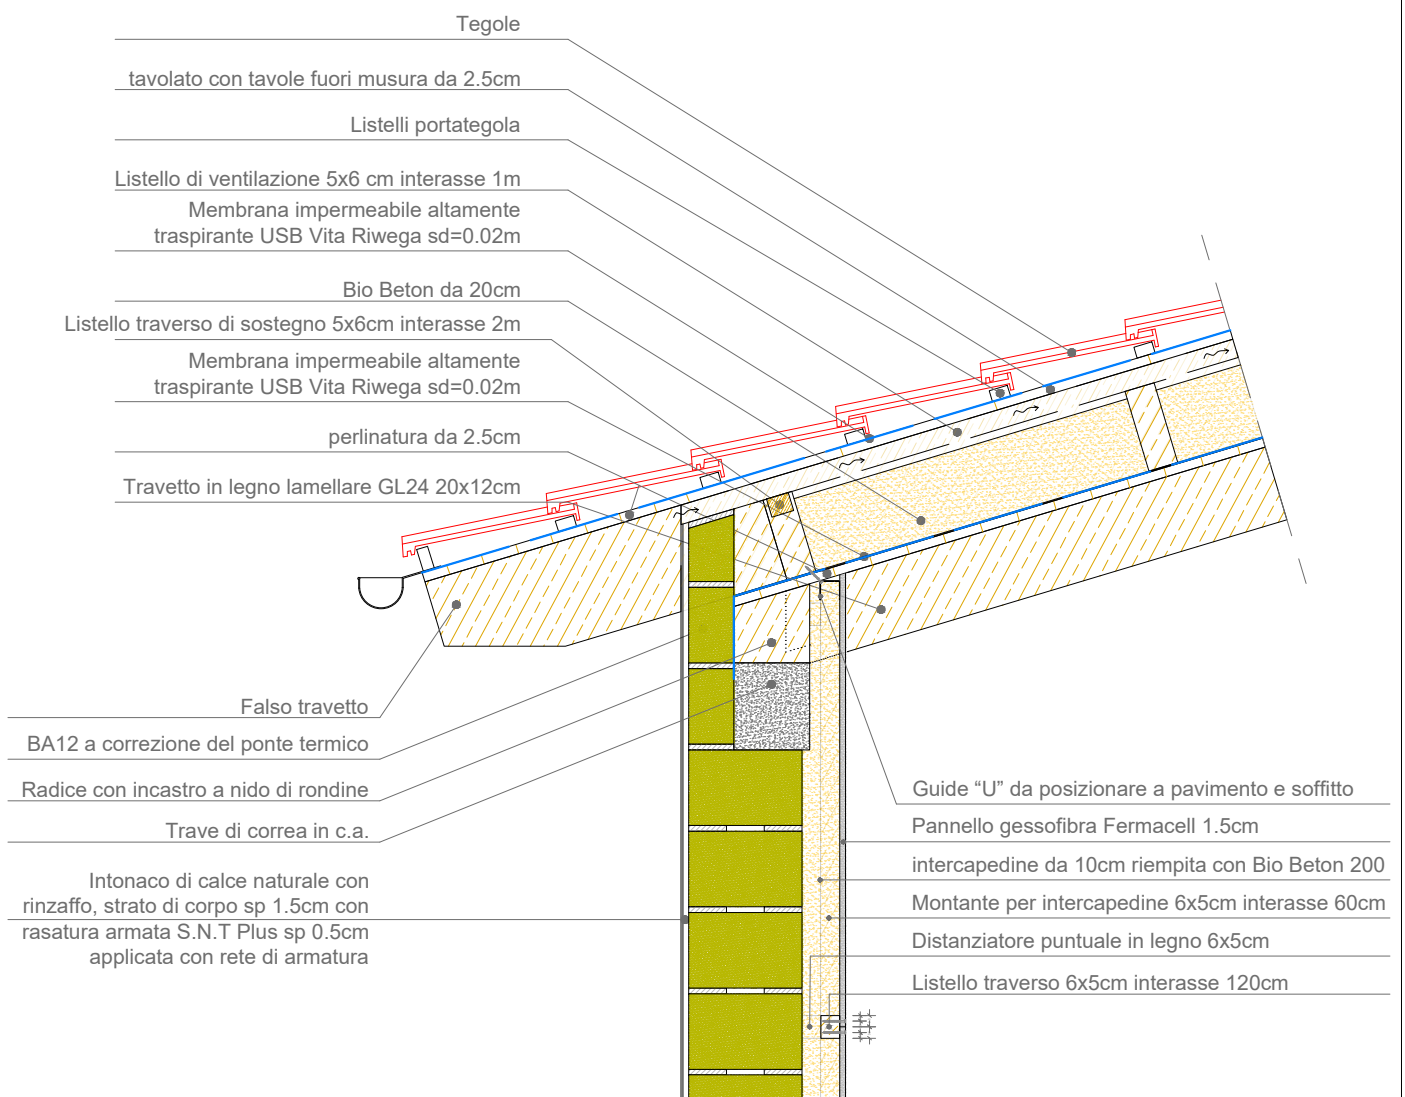 Tegole
tavolato con tavole fuori musura da 2.5cm
Listelli portategola
Listello di ventilazione 5x6 cm interasse 1m
Membrana impermeabile altamente
traspirante USB Vita Riwega sd=0.02m
Bio Beton da 20cm
Listello traverso di sostegno 5x6cm interasse 2m
Membrana impermeabile altamente
traspirante USB Vita Riwega sd=0.02m
perlinatura da 2.5cm
Travetto in legno lamellare GL24 20x12cm
Falso travetto
BA12 a correzione del ponte termico
Radice con incastro a nido di rondine
Trave di correa in c.a.
Intonaco di calce naturale con
rinzaffo, strato di corpo sp 1.5cm con
rasatura armata S.N.T Plus sp 0.5cm
applicata con rete di armatura
Guide “U” da posizionare a pavimento e soffitto
Pannello gessofibra Fermacell 1.5cm
intercapedine da 10cm riempita con Bio Beton 200
Montante per intercapedine 6x5cm interasse 60cm
Distanziatore puntuale in legno 6x5cm
Listello traverso 6x5cm interasse 120cm